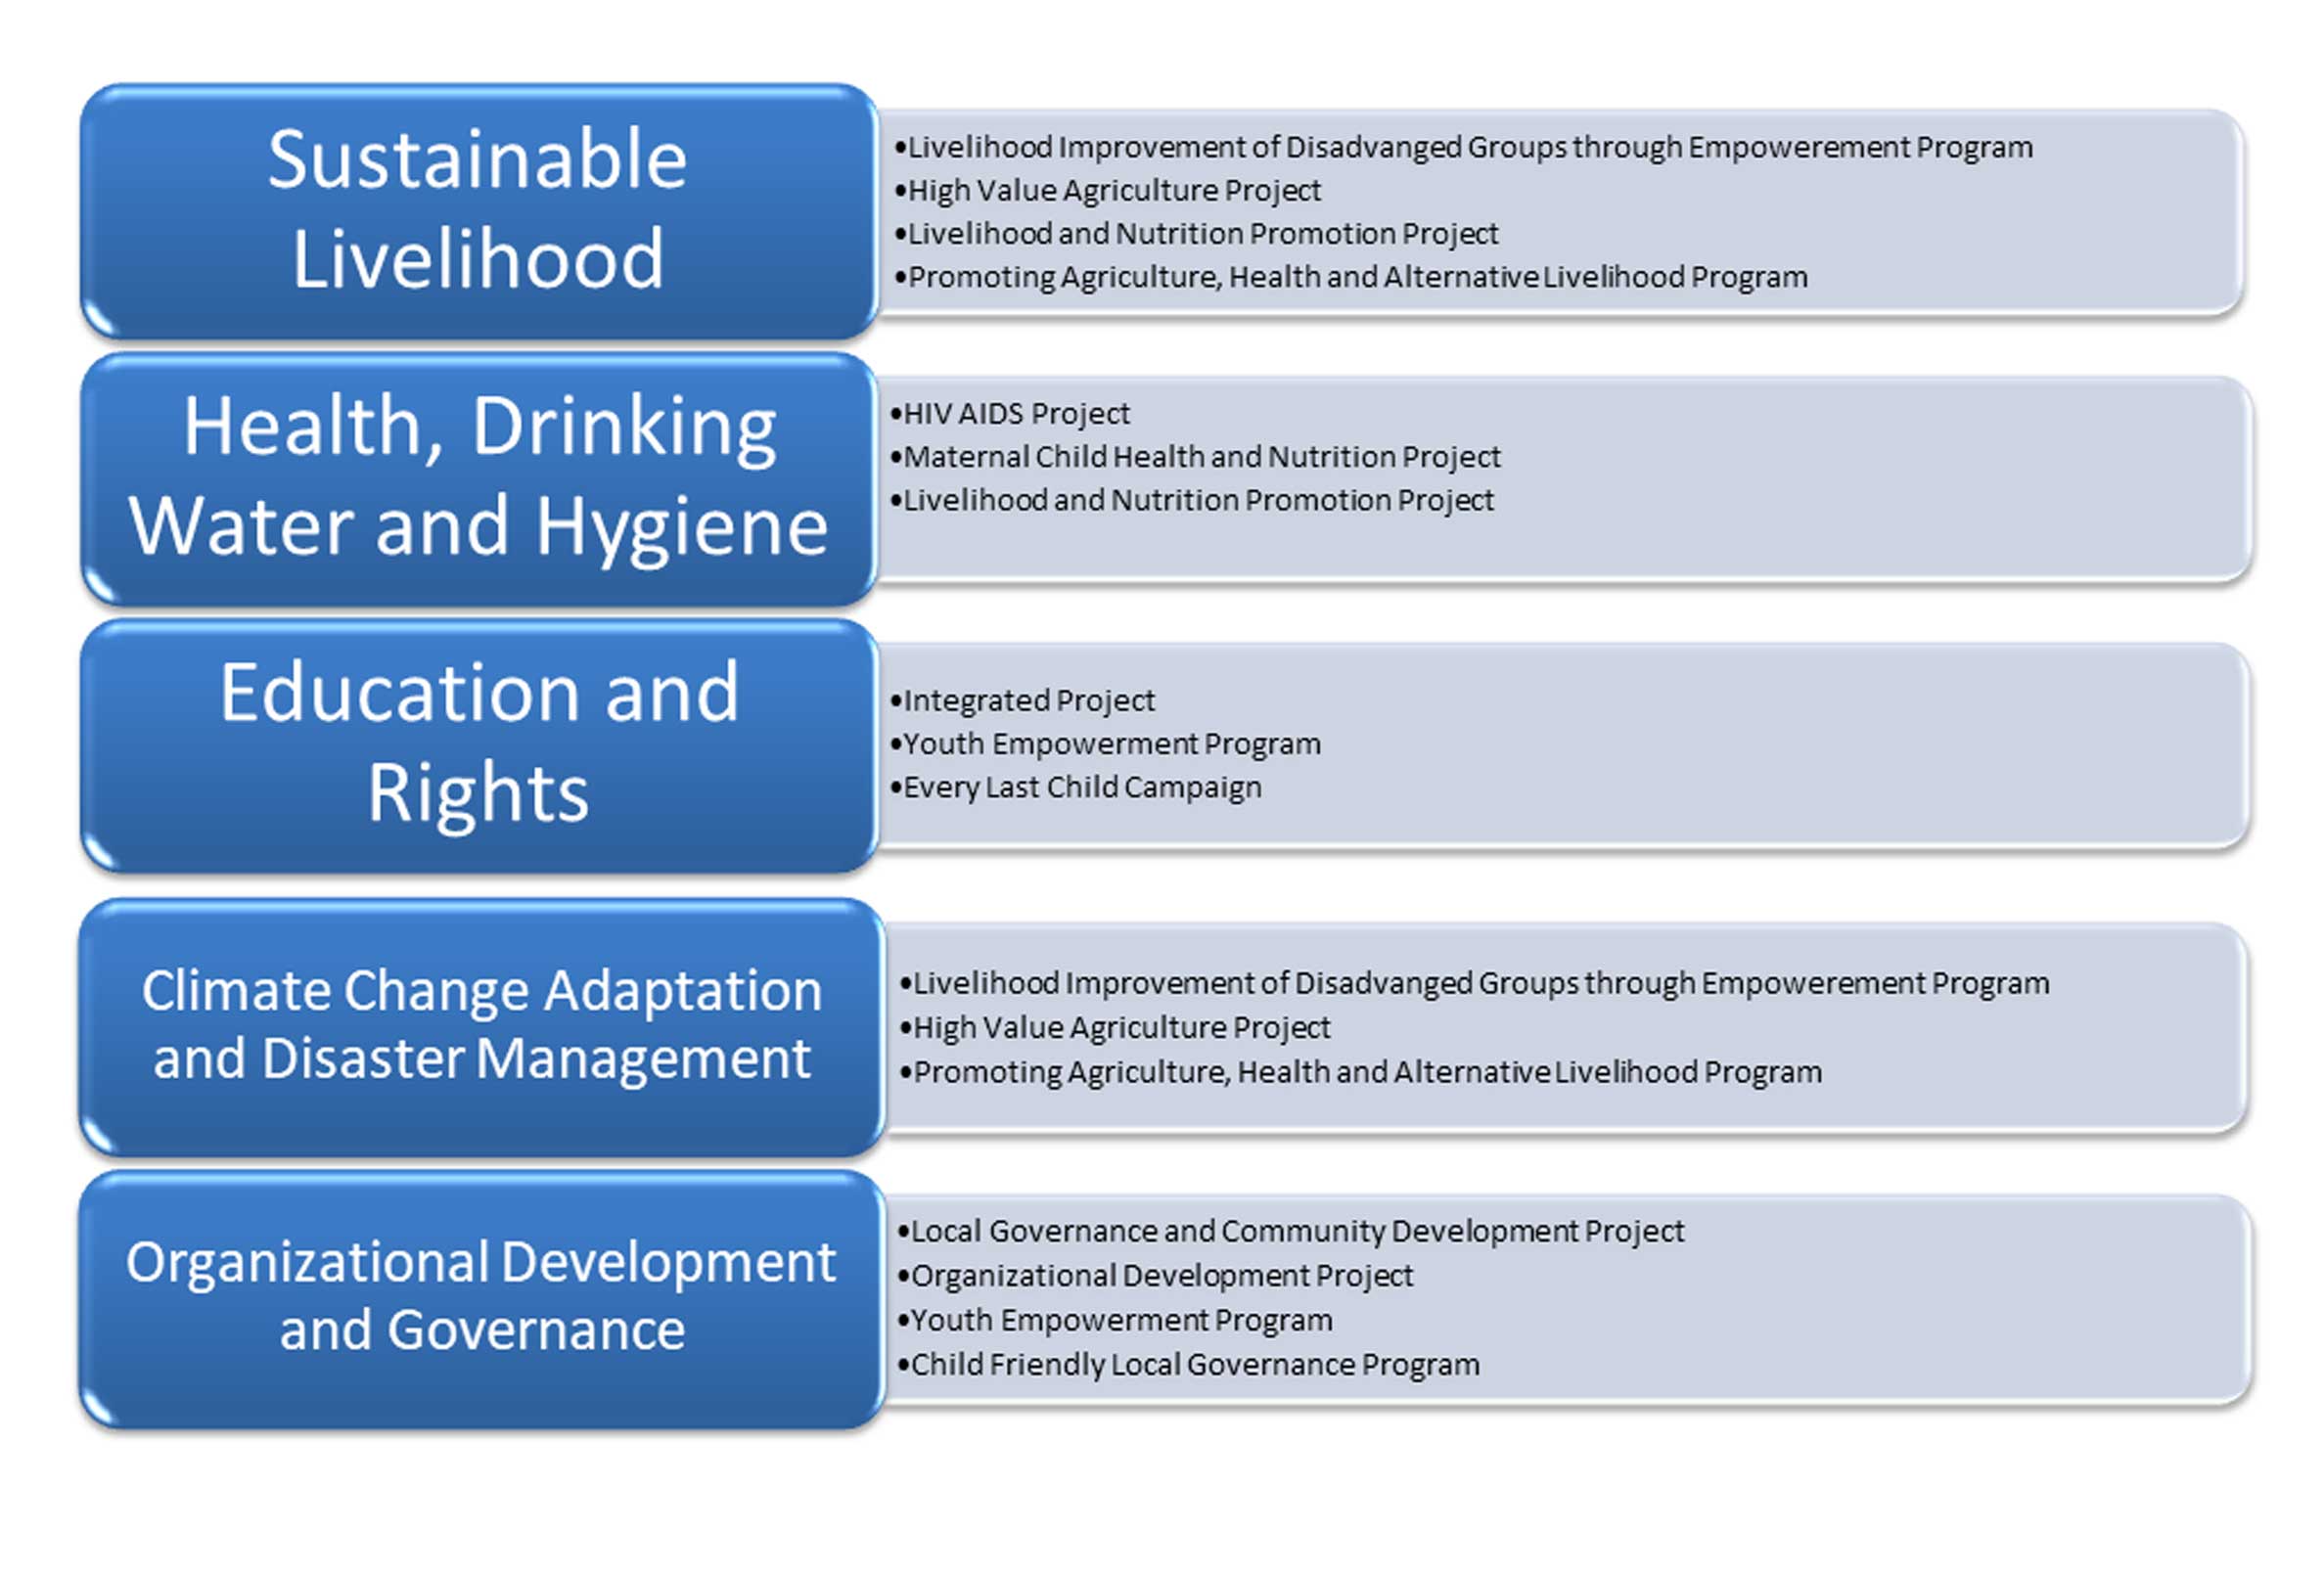 Sustainable
Livelihood
•Livelihood Improvement of Disadvanged Groups through Empowerement Program
•High Value Agriculture Project
•Livelihood and Nutrition Promotion Project
•Promoting Agriculture, Health and Alternative Livelihood Program
Health, Drinking
Water and Hygiene
•HIV AIDS Project
•Maternal Child Health and Nutrition Project
•Livelihood and Nutrition Promotion Project
Education and
Rights
•Integrated Project
•Youth Empowerment Program
•Every Last Child Campaign
Climate Change Adaptation
and Disaster Management
•Livelihood Improvement of Disadvanged Groups through Empowerement Program
•High Value Agriculture Project
•Promoting Agriculture, Health and Alternative Livelihood Program
Organizational Development
and Governance
•Local Governance and Community Development Project
•Organizational Development Project
•Youth Empowerment Program
•Child Friendly Local Governance Program